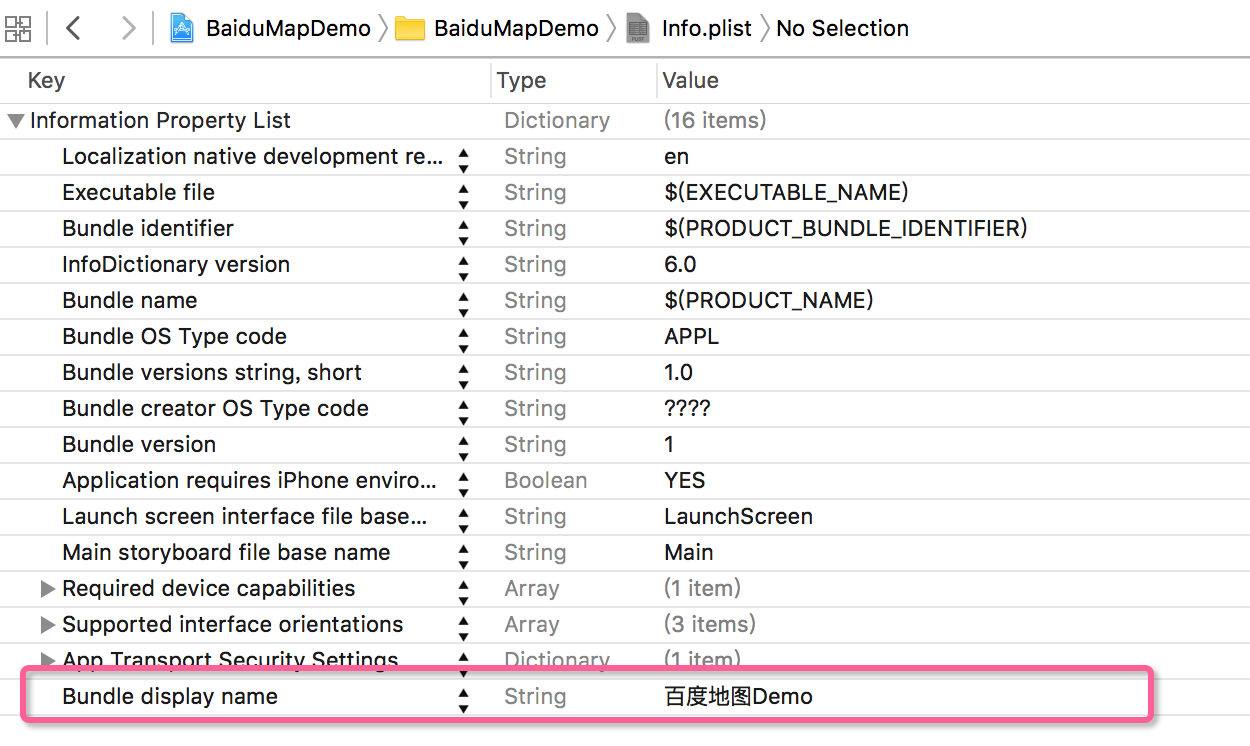 BaiduMapDemo BaiduMapDemo Info.plist No Selection
Key Type Value
Information Property List Dictionary (16 items)
Localization native development re... String en
Executable file String $(EXECUTABLE_NAME)
Bundle identifier String $(PRODUCT_BUNDLE_IDENTIFIER)
InfoDictionary version String 6.0
Bundle name String $(PRODUCT_NAME)
Bundle OS Type code String APPL
Bundle versions string, short String 1.0
Bundle creator OS Type code String ????
Bundle version String 1
Application requires iPhone enviro... Boolean YES
Launch screen interface file base... String LaunchScreen
Main storyboard file base name String Main
Required device capabilities Array (1 item)
Supported interface orientations Array (3 items)
App Transport Security Settings Dictionary (1 item)
Bundle display name String 百度地图Demo